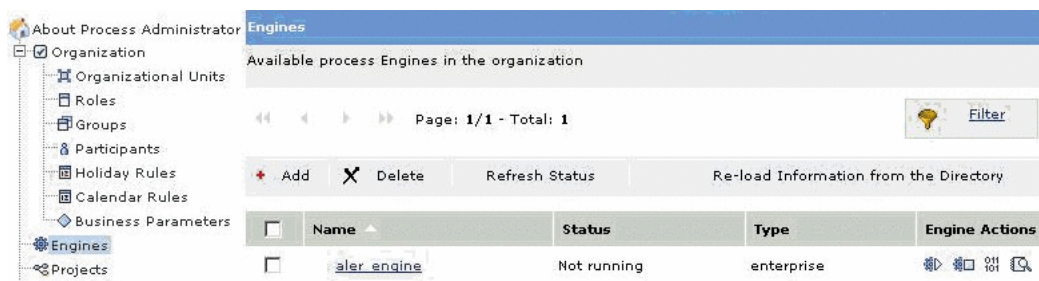 About Process Administrator
Organization
Organizational Units
Roles
Groups
Participants
Holiday Rules
Calendar Rules
Business Parameters
Engines
Projects
Engines
Available process Engines in the organization
Page: 1/1 - Total: 1
Filter
Add Delete Refresh Status Re-load Information from the Directory
Name Status Type Engine Actions
aler_engine Not running enterprise